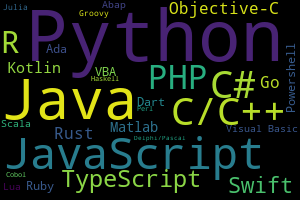 Julia
Groovy
Abap
Objective-C
Python
R
Ada
Kotlin
VBA
Haskell
PHP
C#
Go
Powershell
Java
Dart
Perl
C/C++
Scala
Rust
Matlab
Visual Basic
Delphi/Pascal
JavaScript
Cobol
Lua
Ruby
TypeScript
Swift